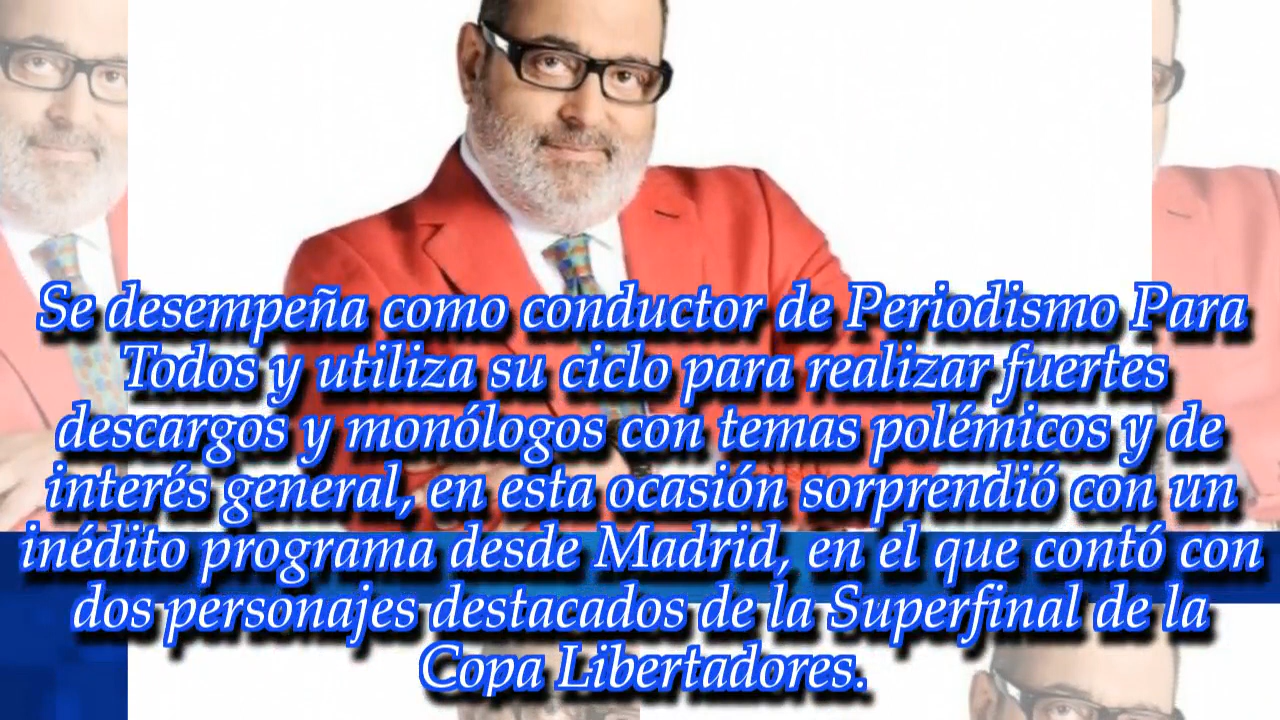 Se desempeña como conductor de Periodismo Para
Todos y utiliza su ciclo para realizar fuertes
descargos y monólogos con temas polémicos y de
interés general, en esta ocasión sorprendió con un
inédito programa desde Madrid, en el que contó con
dos personajes destacados de la Superfinal de la
Copa Libertadores.